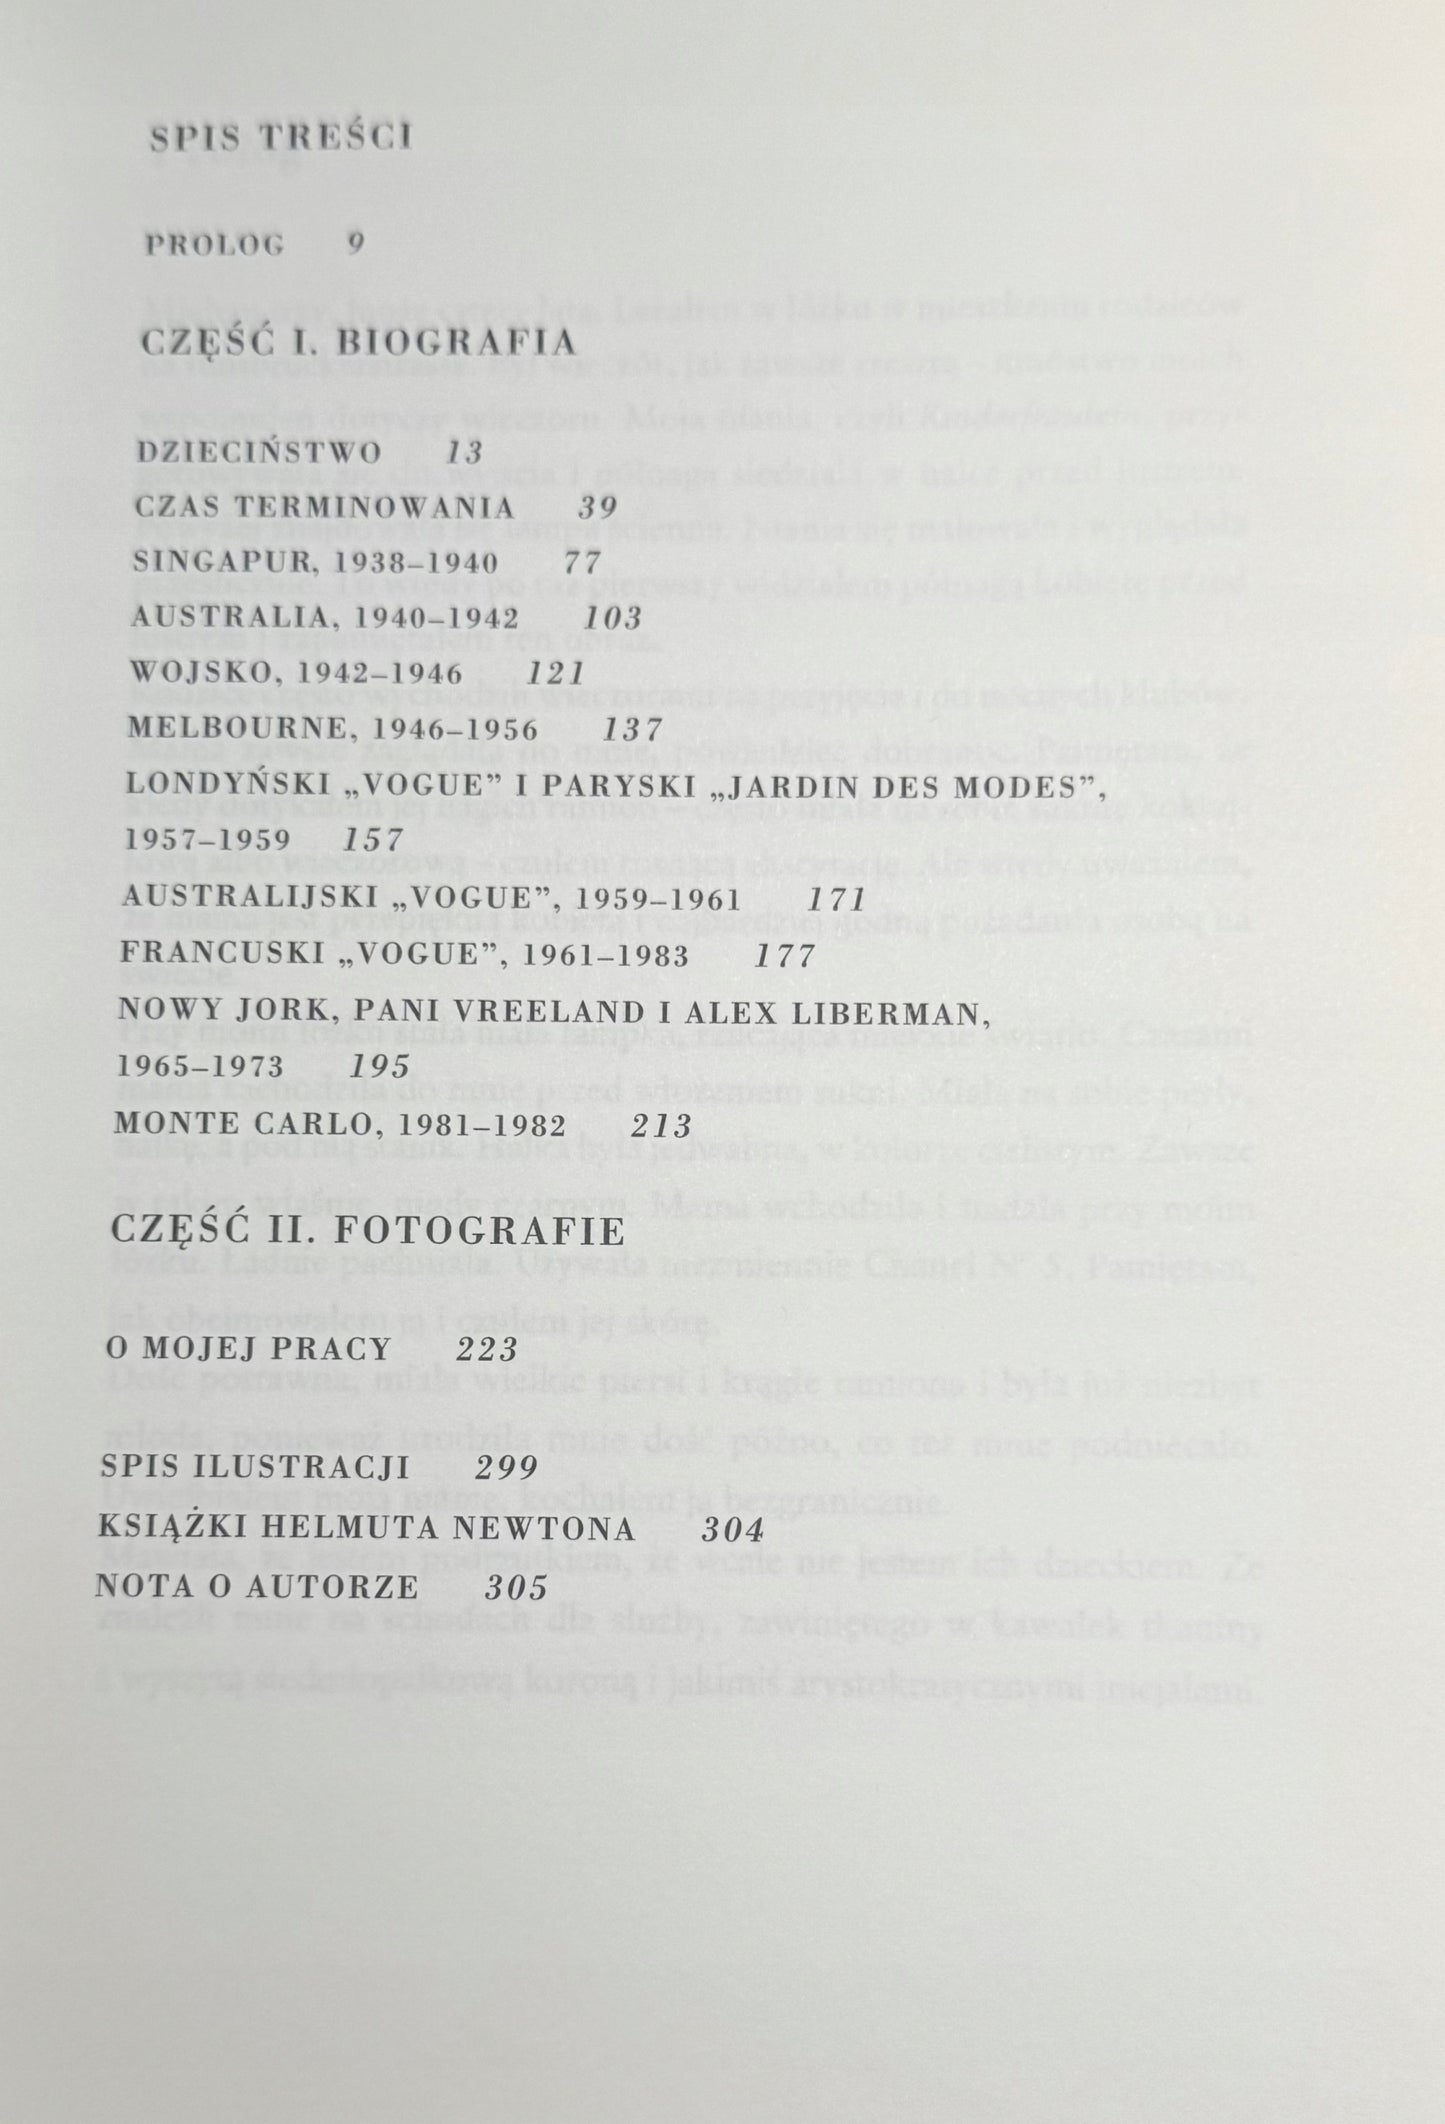 SPIS TREŚCI
PROLOG 9
CZĘŚĆ I. BIOGRAFIA
DZIECIŃSTWO 13
CZAS TERMINOWANIA 39
SINGAPUR, 1938–1940 77
AUSTRALIA, 1940–1942 103
WOJSKO, 1942–1946 121
MELBOURNE, 1946–1956 137
LONDYŃSKI „VOGUE” I PARYSKI „JARDIN DES MODES”,
1957–1959 157
AUSTRALIJSKI „VOGUE”, 1959–1961 171
FRANCUSKI „VOGUE”, 1961–1983 177
NOWY JORK, PANI VREELAND I ALEX LIBERMAN,
1965–1973 195
MONTE CARLO, 1981–1982 213
CZĘŚĆ II. FOTOGRAFIE
O MOJEJ PRACY 223
SPIS ILUSTRACJI 299
KSIĄŻKI HELMUTA NEWTONA 304
NOTA O AUTORZE 305